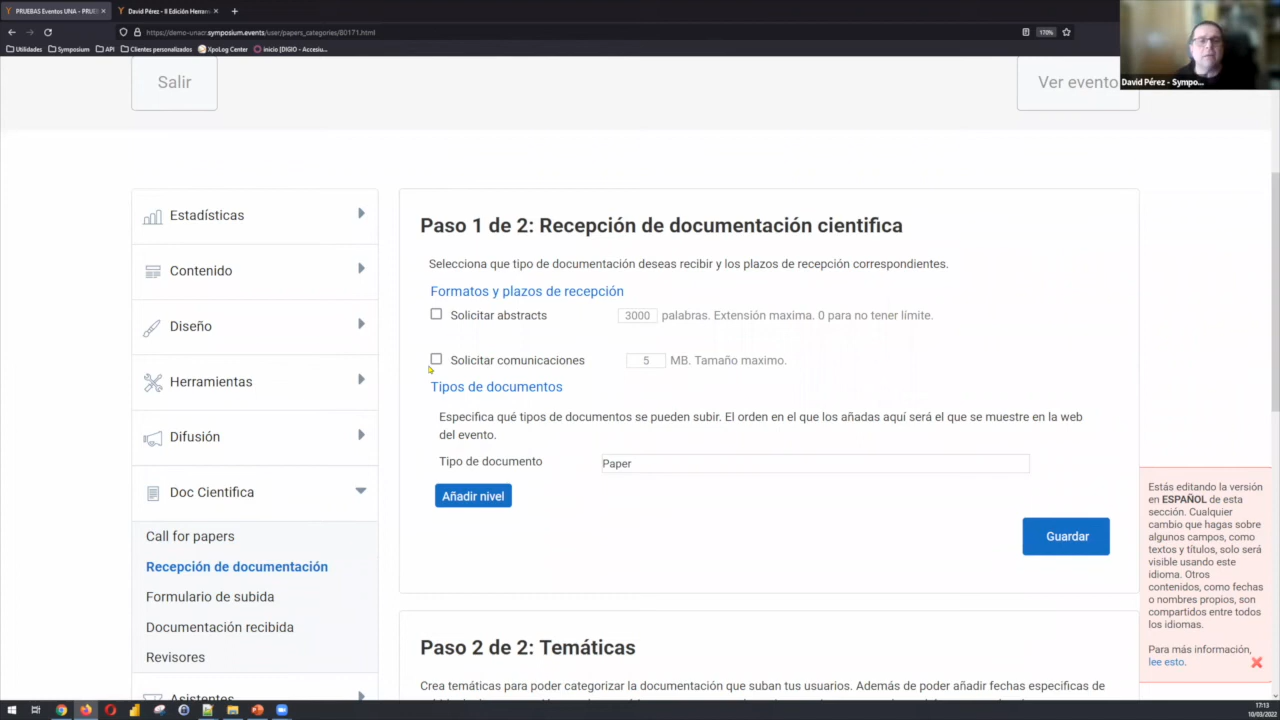 PRUEBAS Eventos UNA - PRUE
David Pérez - II Edición Herram
demo-unacr.symposium.events/user/papers_categories/80171.html
170%
Utilidades
Symposium
API
Clientes personalizados
XpoLog Center
inicio [DIGIO - Accesiu...
David Pérez - Sympo...
Salir
Ver evento
Estadísticas
Contenido
Diseño
Herramientas
Difusión
Doc Cientifica
Call for papers
Recepción de documentación
Formulario de subida
Documentación recibida
Revisores
Asistentes
Paso 1 de 2: Recepción de documentación cientifica
Selecciona que tipo de documentación deseas recibir y los plazos de recepción correspondientes.
Formatos y plazos de recepción
Solicitar abstracts 3000 palabras. Extensión maxima. 0 para no tener límite.
Solicitar comunicaciones 5 MB. Tamaño maximo.
Tipos de documentos
Especifica qué tipos de documentos se pueden subir. El orden en el que los añadas aquí será el que se muestre en la web
del evento.
Tipo de documento Paper
Añadir nivel
Guardar
Paso 2 de 2: Temáticas
Crea temáticas para poder categorizar la documentación que suban tus usuarios. Además de poder añadir fechas especificas de
Estás editando la versión
en ESPAÑOL de esta
sección. Cualquier
cambio que hagas sobre
algunos campos, como
textos y títulos, solo será
visible usando este
idioma. Otros
contenidos, como fechas
o nombres propios, son
compartidos entre todos
los idiomas.
Para más información,
lee esto.
17:13
10/03/2022